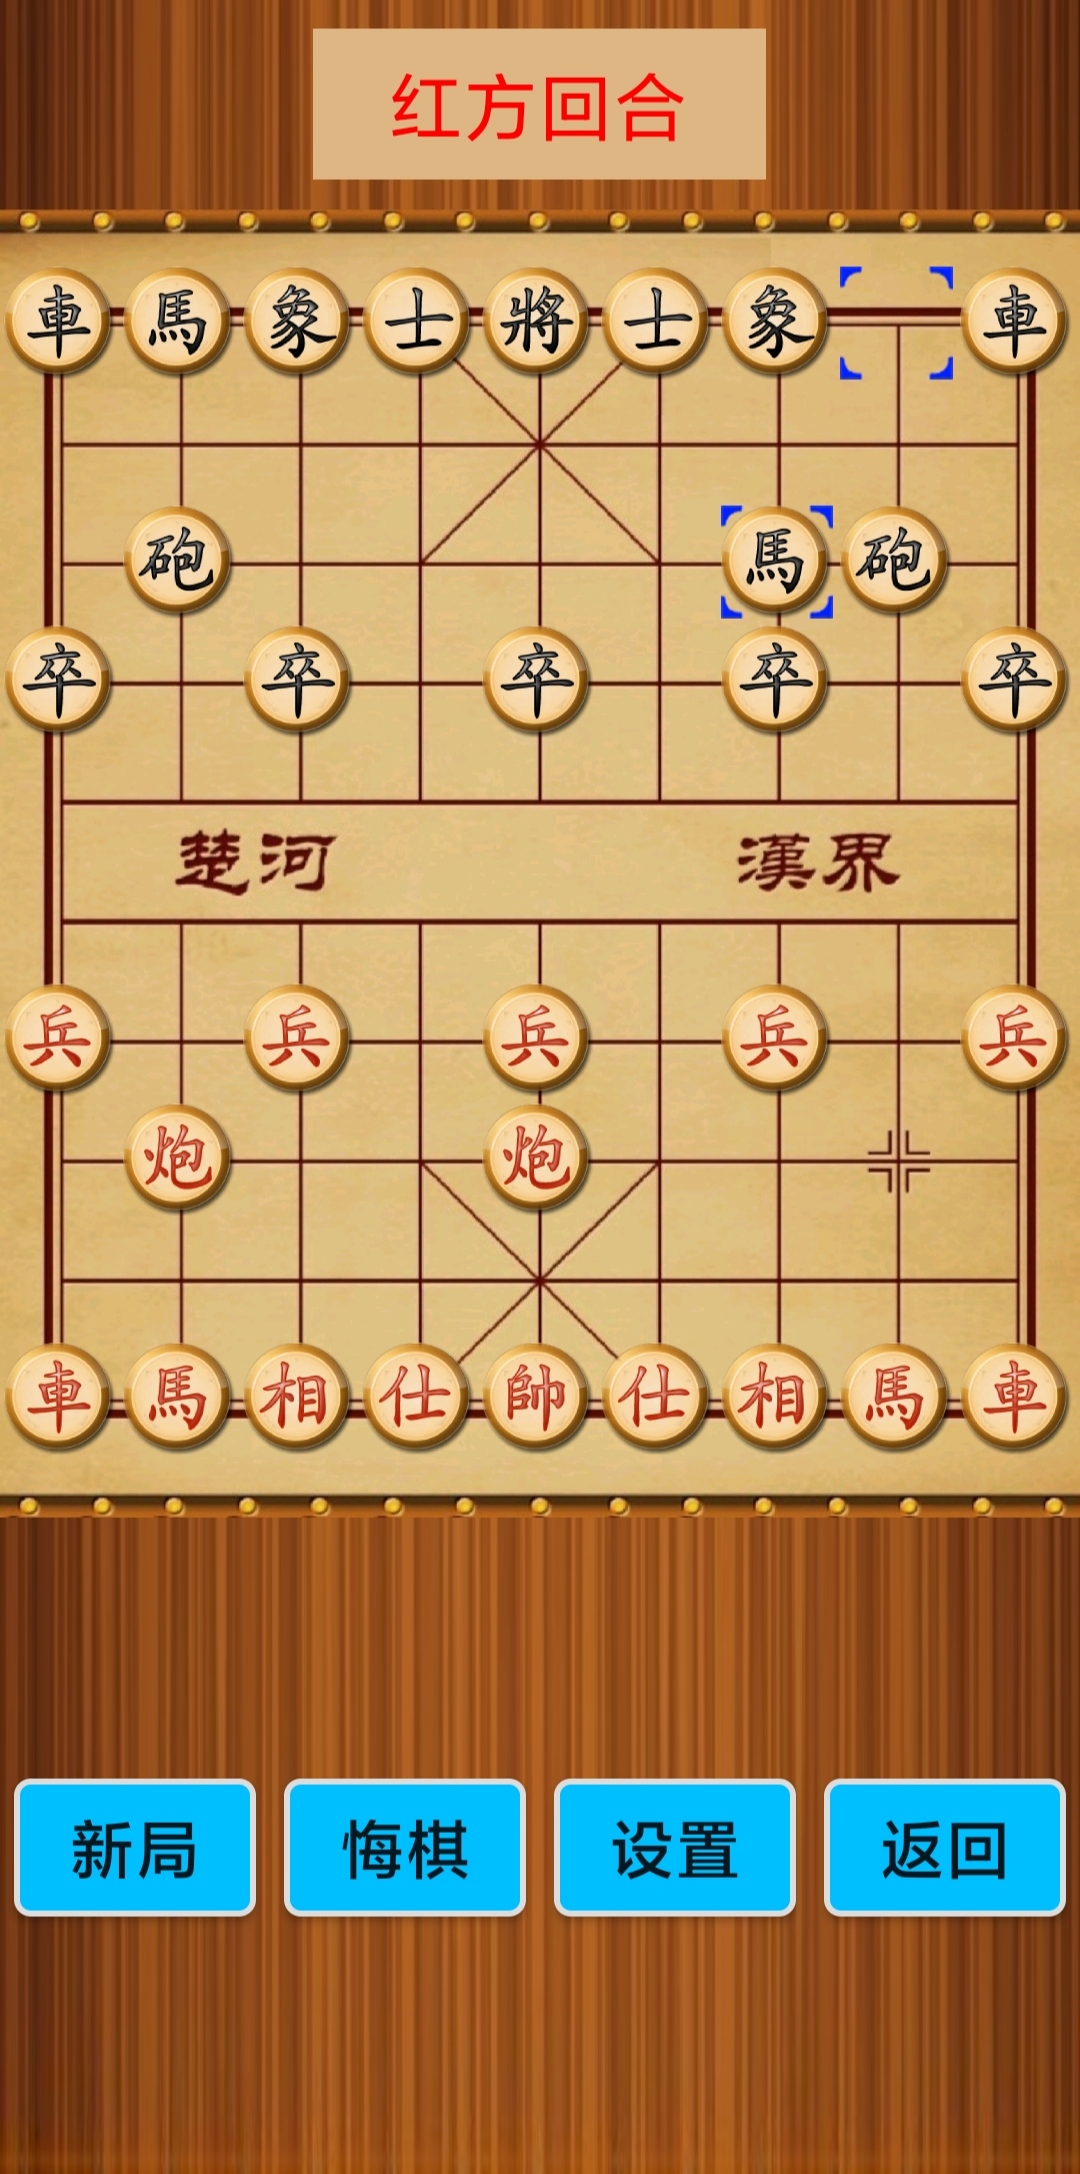 红方回合
車馬象士將士象車
砲馬砲
卒卒卒卒卒
楚河 漢界
兵兵兵兵兵
炮炮
車馬相仕帥仕相馬車
新局 悔棋 设置 返回